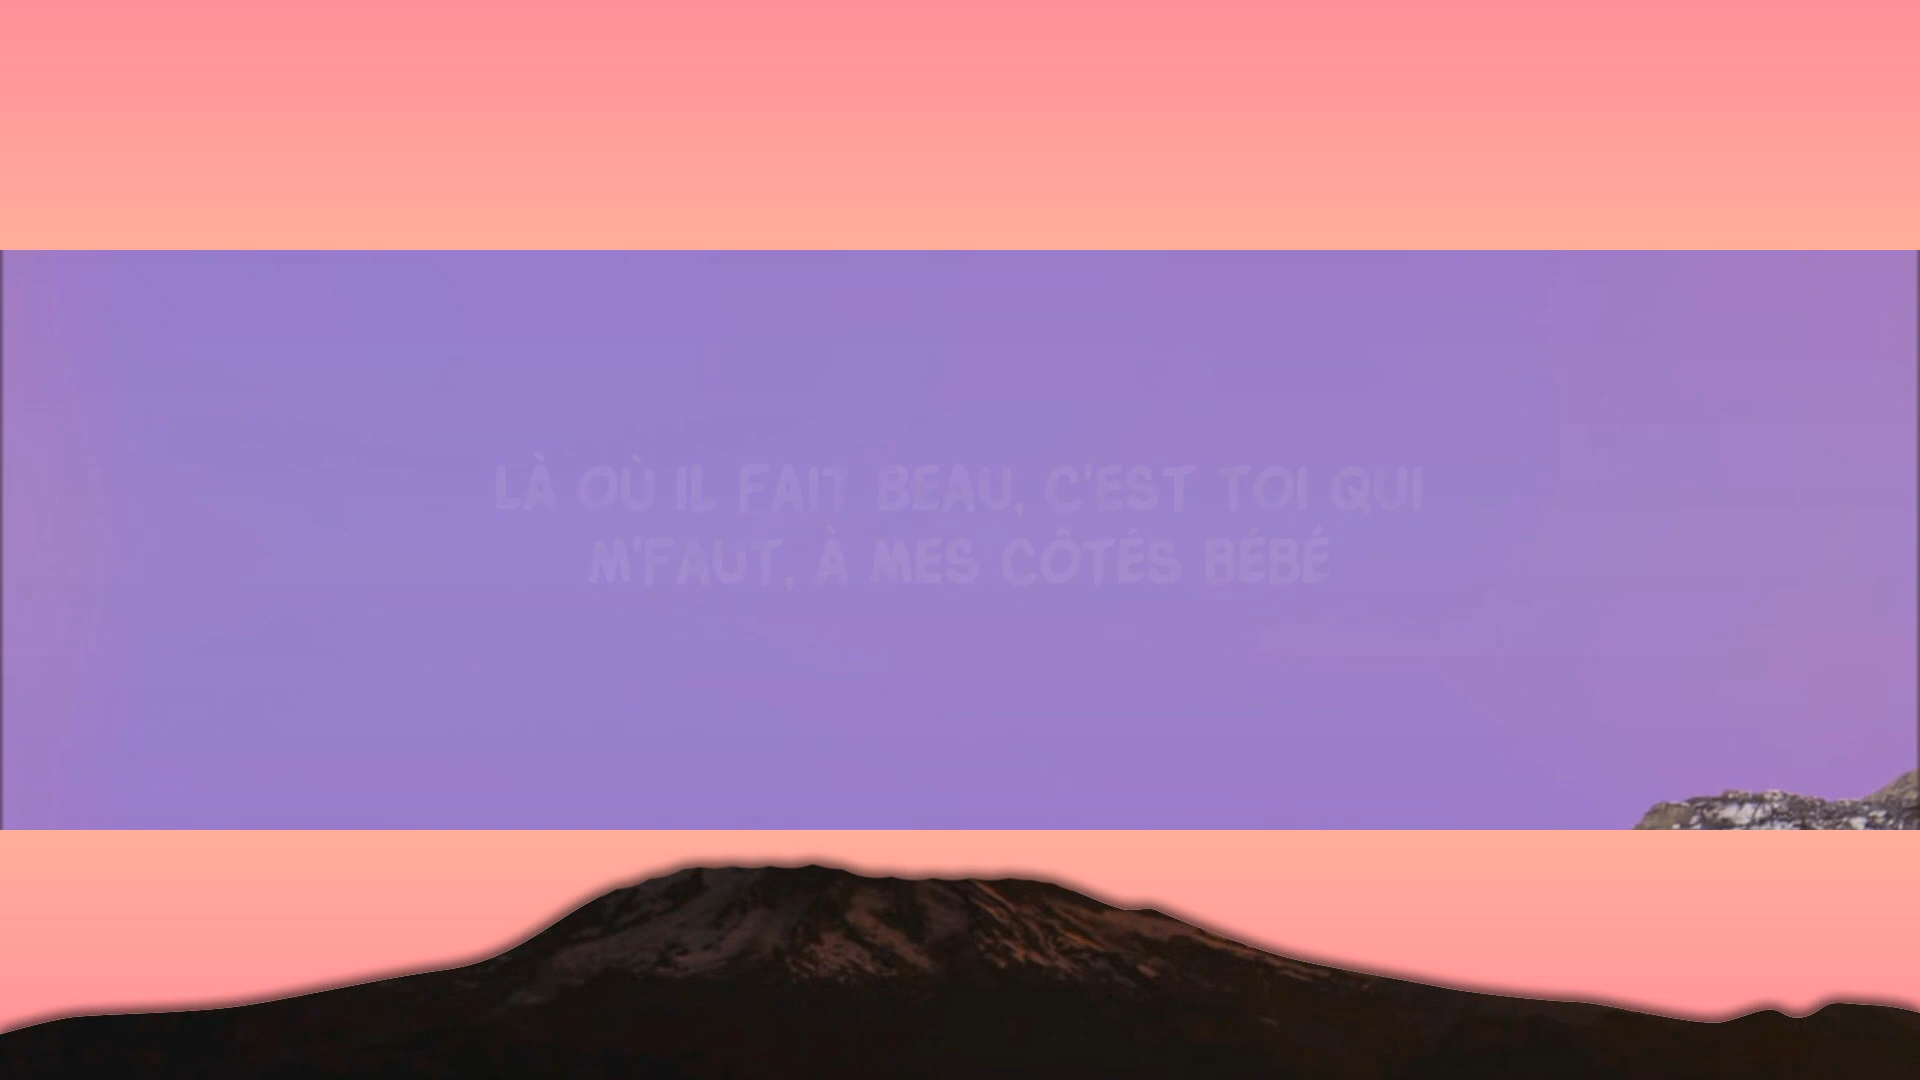 LÀ OÙ IL FAIT BEAU, C'EST TOI QUI
M'FAUT, À MES CÔTÉS BÉBÉ